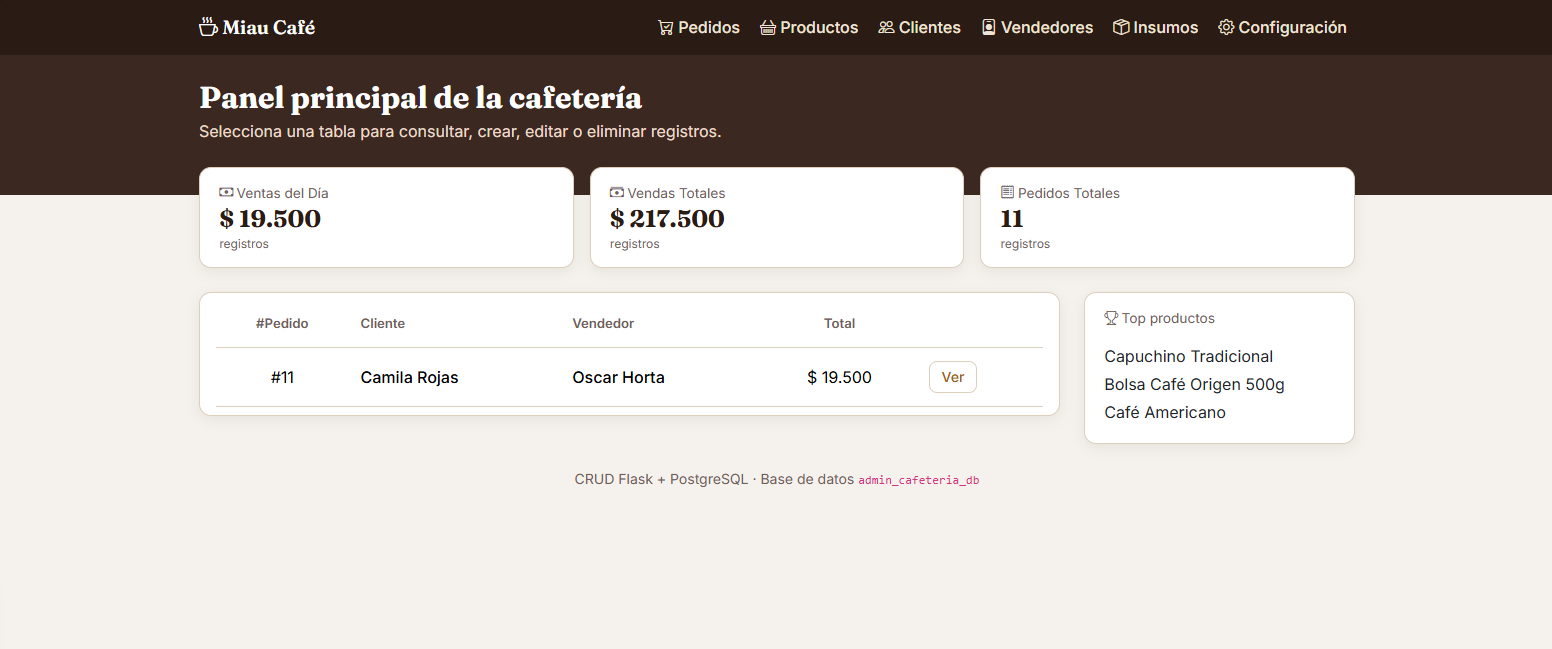 Miau Café Pedidos Productos Clientes Vendedores Insumos Configuración
Panel principal de la cafetería
Selecciona una tabla para consultar, crear, editar o eliminar registros.
Ventas del Día
$ 19.500
registros
Vendas Totales
$ 217.500
registros
Pedidos Totales
11
registros
#Pedido Cliente Vendedor Total
#11 Camila Rojas Oscar Horta $ 19.500 Ver
Top productos
Capuchino Tradicional
Bolsa Café Origen 500g
Café Americano
CRUD Flask + PostgreSQL · Base de datos admin_cafeteria_db